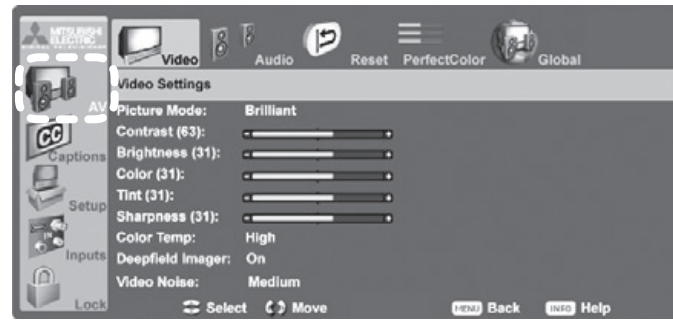 MITSUBISHI
ELECTRIC
Video
Audio
Reset
PerfectColor
Global
AV
Captions
Setup
Inputs
Lock
Video Settings
Picture Mode: Brilliant
Contrast (63):
Brightness (31):
Color (31):
Tint (31):
Sharpness (31):
Color Temp: High
Deepfield Imager: On
Video Noise: Medium
Select Move MENU Back INFO Help
CC
IN